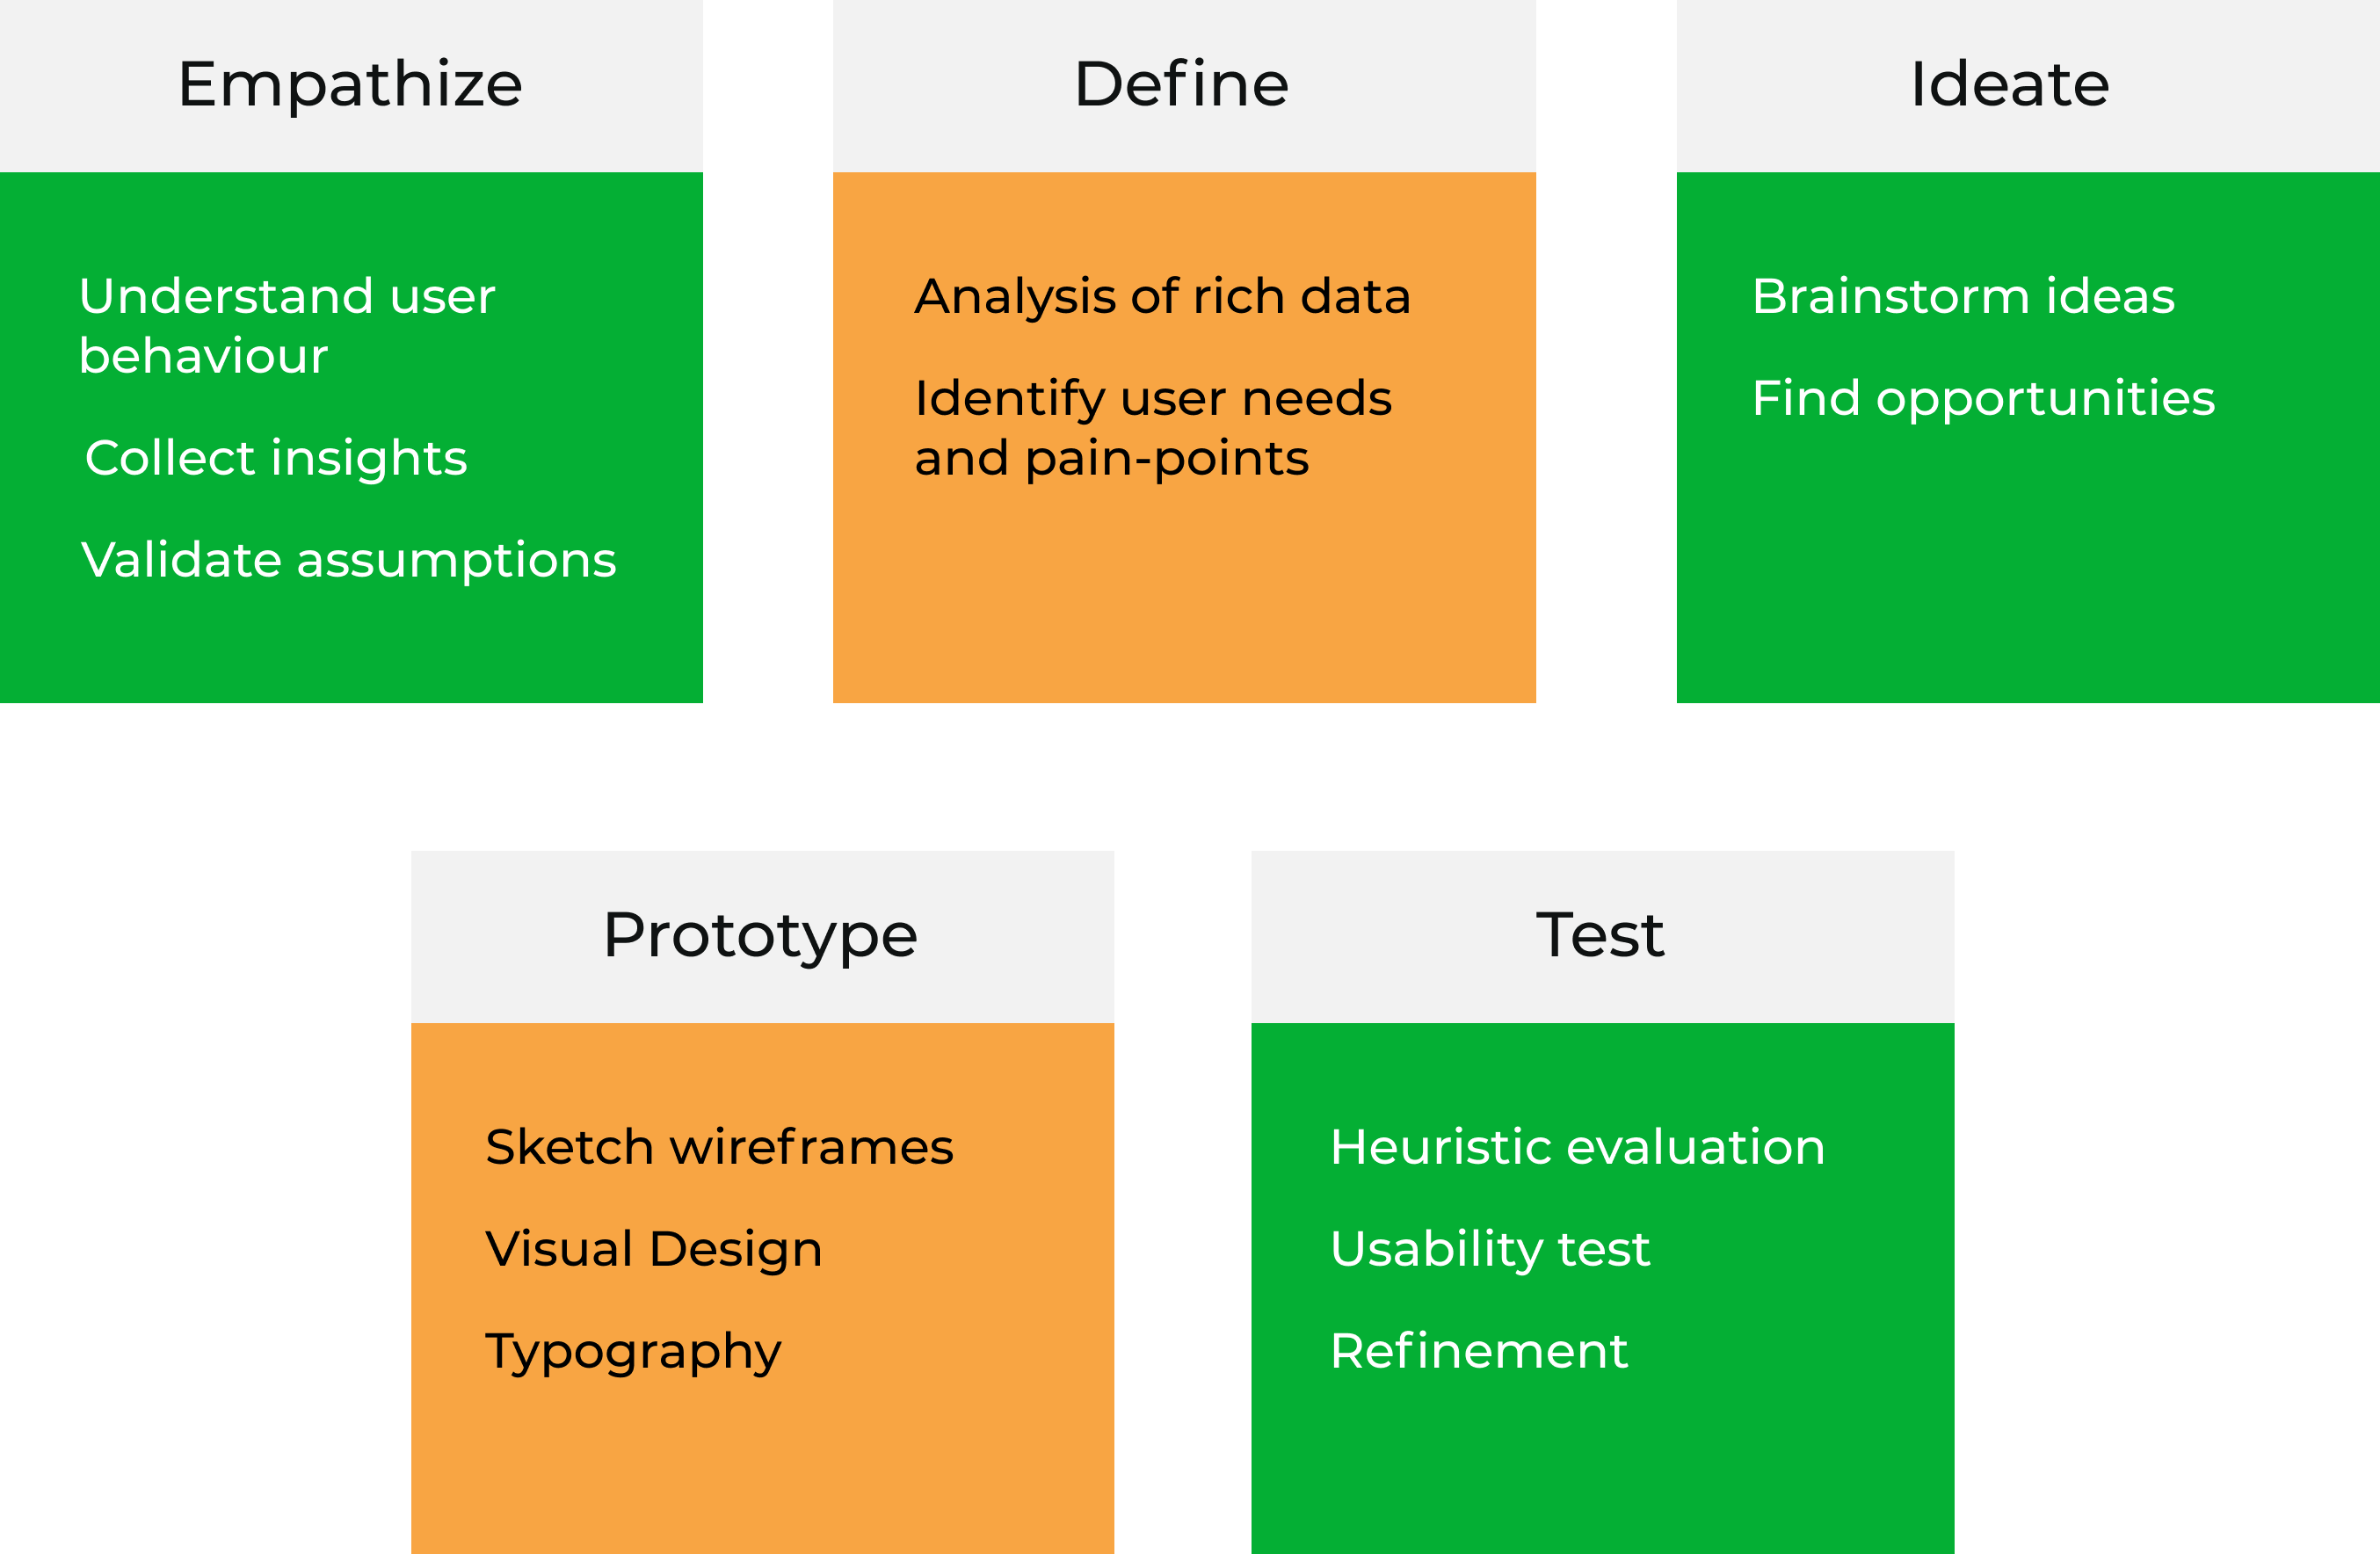 Empathize
Understand user
behaviour
Collect insights
Validate assumptions
Define
Analysis of rich data
Identify user needs
and pain-points
Ideate
Brainstorm ideas
Find opportunities
Prototype
Sketch wireframes
Visual Design
Typography
Test
Heuristic evaluation
Usability test
Refinement